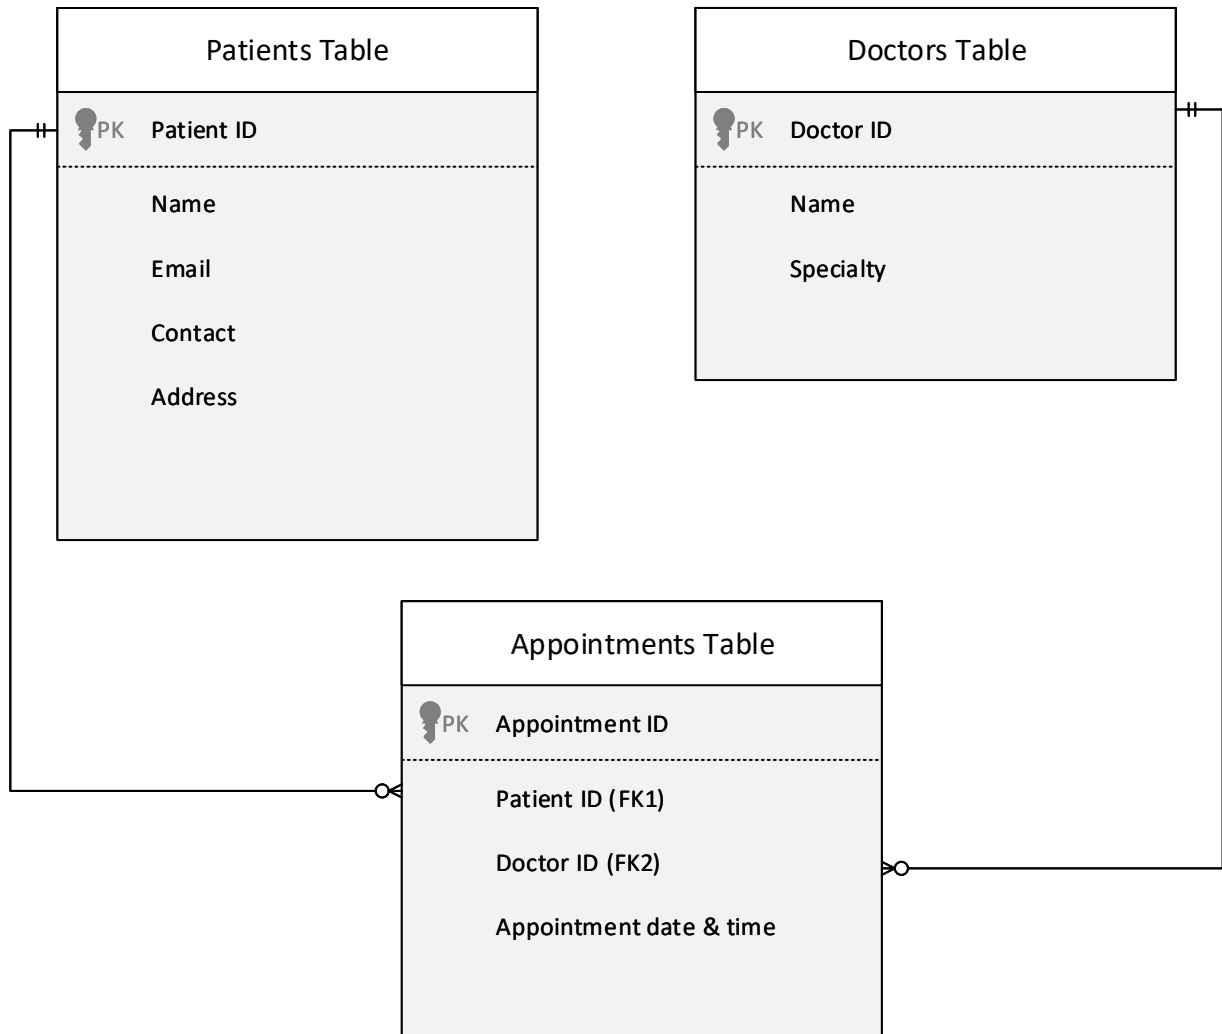 Patients Table
PK Patient ID
Name
Email
Contact
Address
Doctors Table
PK Doctor ID
Name
Specialty
Appointments Table
PK Appointment ID
Patient ID (FK1)
Doctor ID (FK2)
Appointment date & time